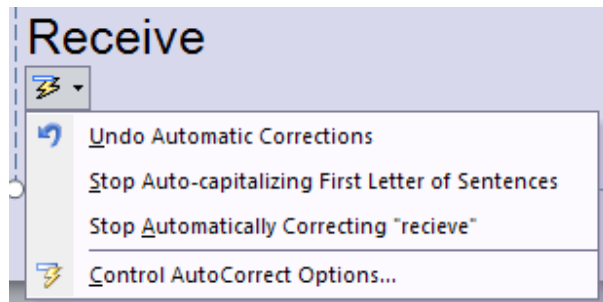 Receive
Undo Automatic Corrections
Stop Auto-capitalizing First Letter of Sentences
Stop Automatically Correcting "recieve"
Control AutoCorrect Options...